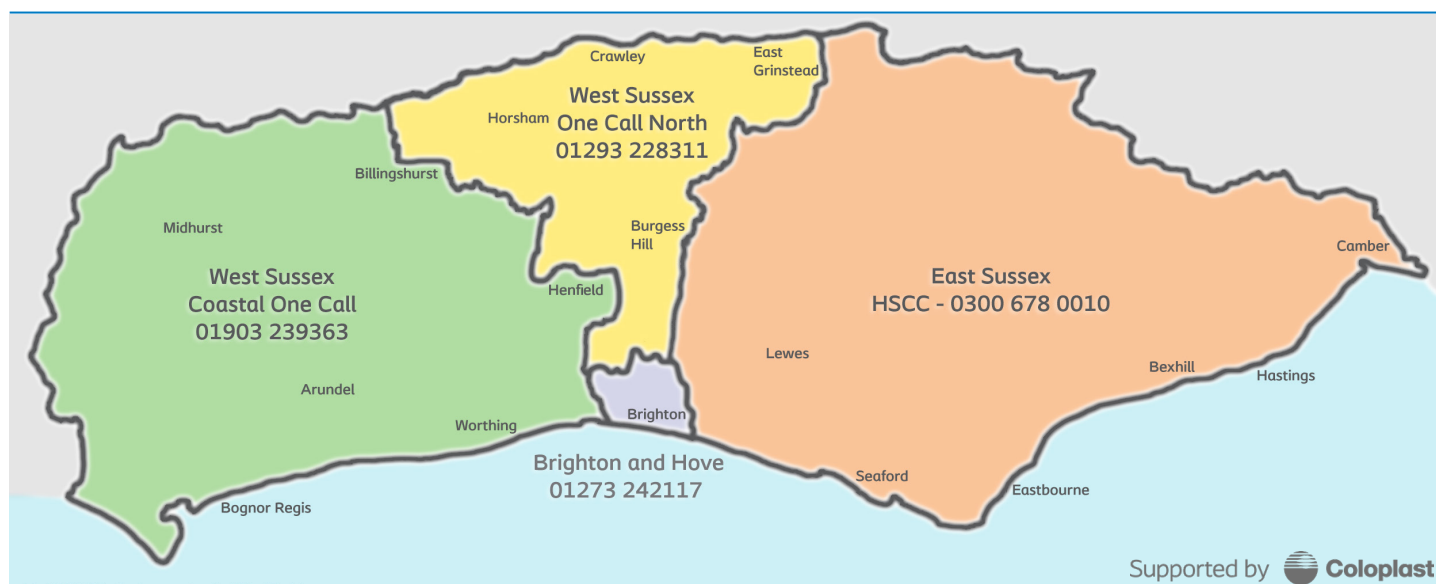 Crawley
East
Grinstead
West Sussex
One Call North
01293 228311
Horsham
Billingshurst
Midhurst
Burgess
Hill
Camber
West Sussex
Coastal One Call
01903 239363
Henfield
East Sussex
HSCC - 0300 678 0010
Lewes
Bexhill
Hastings
Arundel
Worthing
Brighton
Brighton and Hove
01273 242117
Seaford
Eastbourne
Bognor Regis
Supported by Coloplast